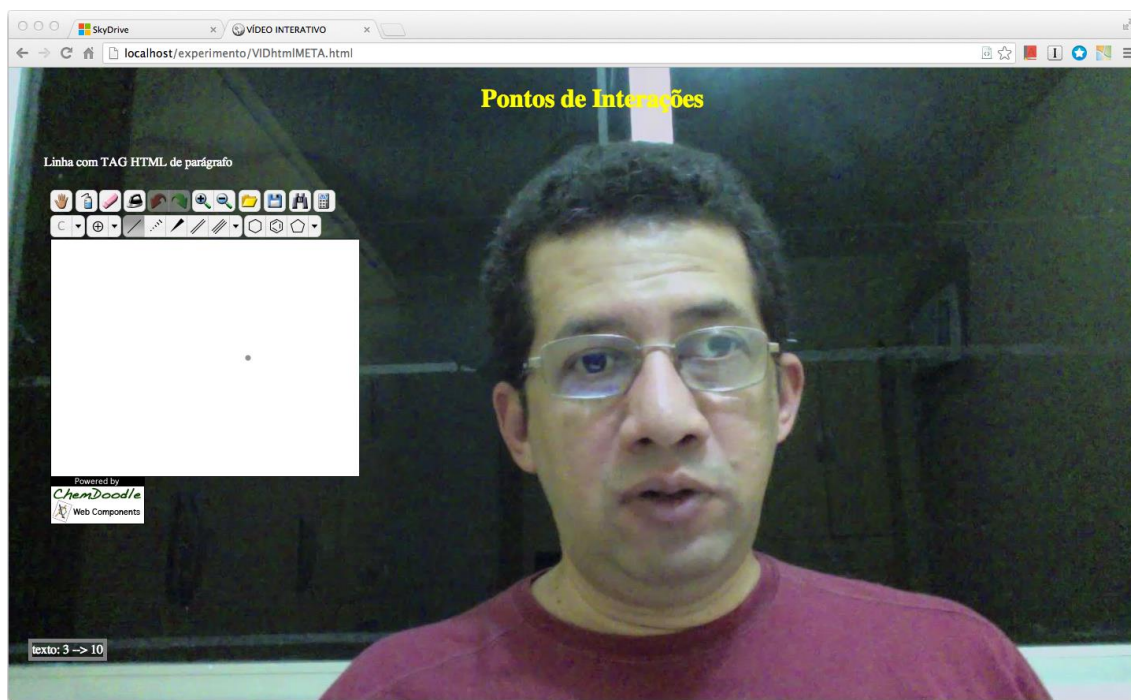 SkyDrive
VÍDEO INTERATIVO
localhost/experimento/VIDhtmlMETA.html
Pontos de Interações
Linha com TAG HTML de parágrafo
C
Powered by
ChemDoodle
Web Components
texto: 3 --> 10